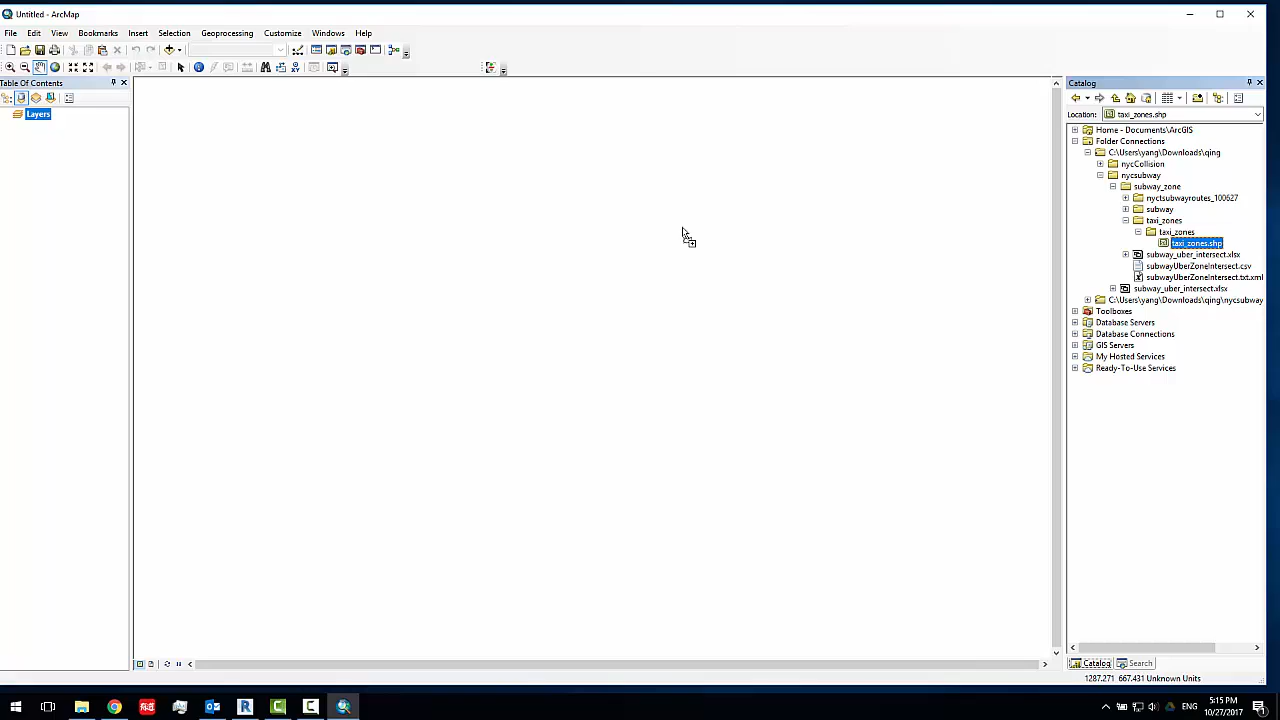 Untitled - ArcMap
File Edit View Bookmarks Insert Selection Geoprocessing Customize Windows Help
Table Of Contents
Layers
Catalog
Location: taxi_zones.shp
Home - Documents\ArcGIS
Folder Connections
C:\Users\yang\Downloads\qing
nycCollision
nycsubway
subway_zone
nyctsubwayroutes_100627
subway
taxi_zones
taxi_zones
taxi_zones.shp
subway_uber_intersect.xlsx
subwayUberZoneIntersect.csv
subwayUberZoneIntersect.txt.xml
subway_uber_intersect.xlsx
C:\Users\yang\Downloads\qing\nycsubway
Toolboxes
Database Servers
Database Connections
GIS Servers
My Hosted Services
Ready-To-Use Services
Catalog Search
1287.271 667.431 Unknown Units
5:15 PM
10/27/2017